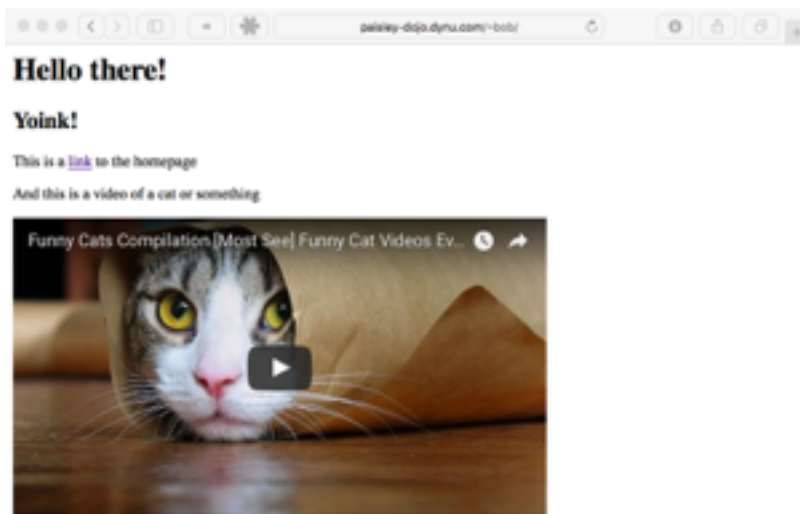 paisley-dojo.dynu.com/~bob/
Hello there!
Yoink!
This is a link to the homepage
And this is a video of a cat or something
Funny Cats Compilation [Most See] Funny Cat Videos Ev...